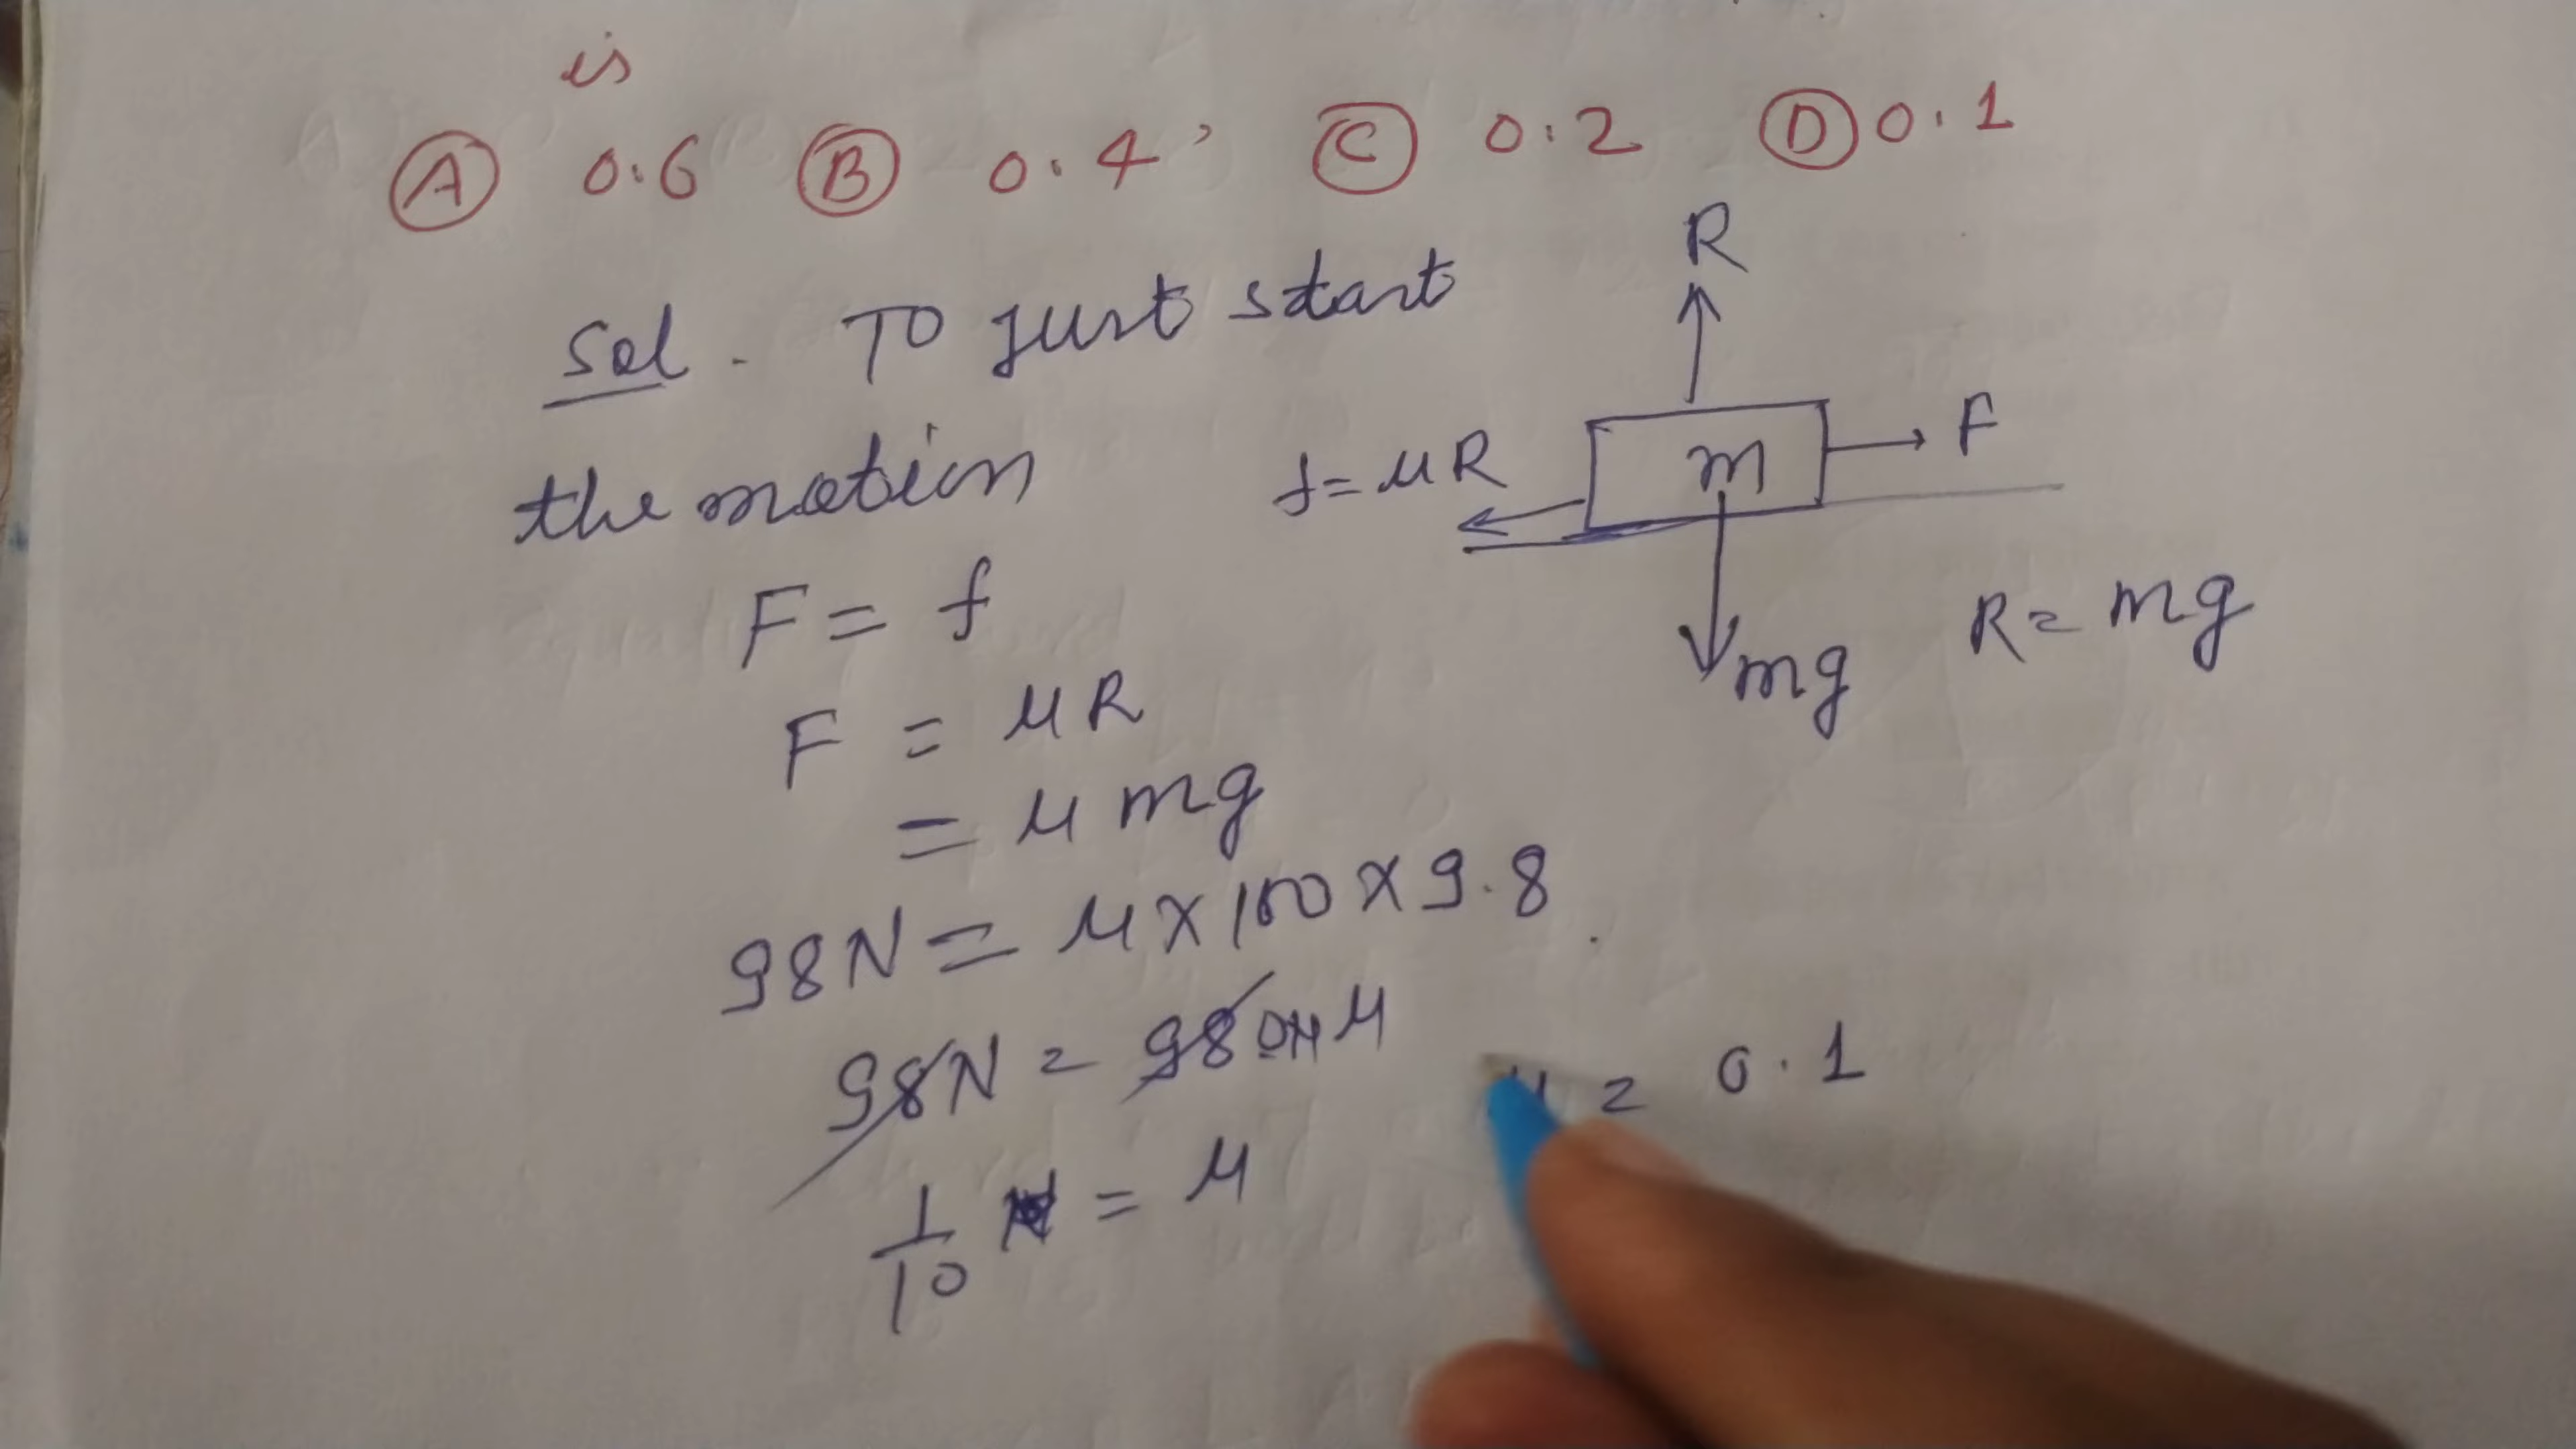 is
A 0.6 B 0.4, C 0.2 D 0.1
Sol. To just start
the motion
R
f = μR
m
F
mg
R = mg
F = f
F = μR
= μ mg
98N = μ × 100 × 9.8
98N = 980 μ
1/10 = μ
μ = 0.1